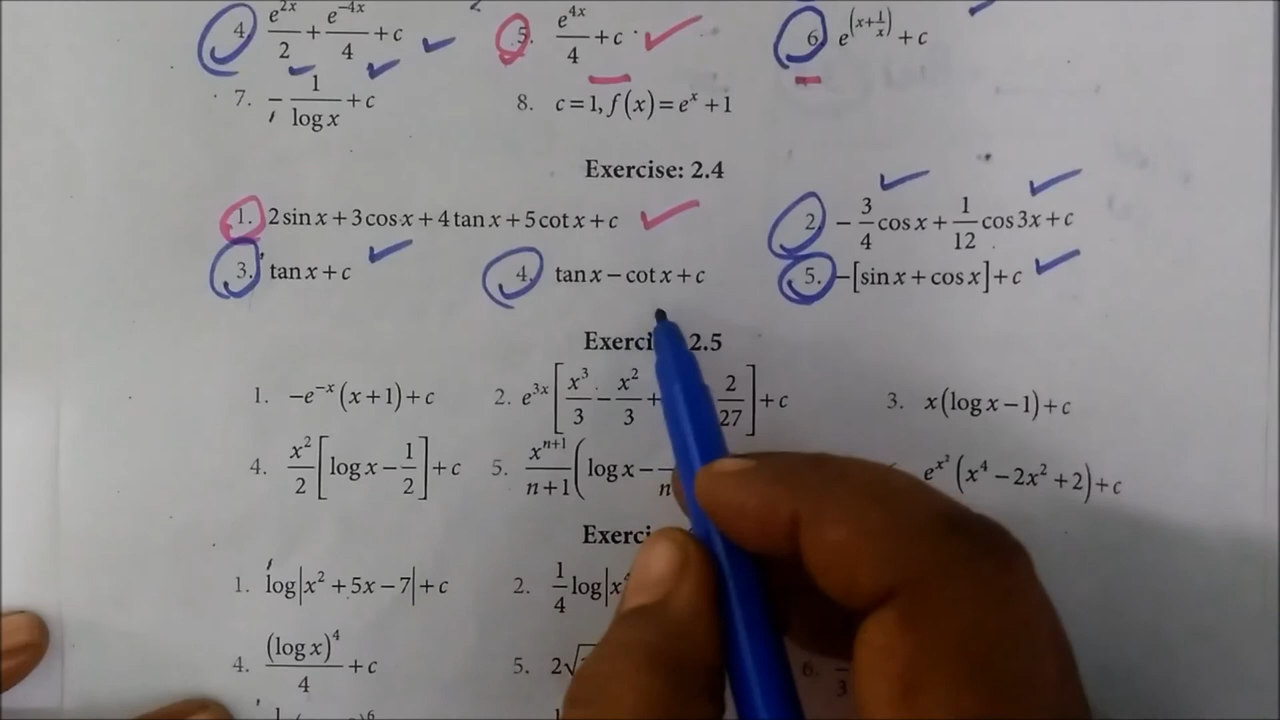 4. e^{2x}/2 + e^{-4x}/4 + c 5. e^{4x}/4 + c 6. e^{(x+1/x)} + c
7. -1/log x + c 8. c = 1, f(x) = e^x + 1
Exercise: 2.4
1. 2 sin x + 3 cos x + 4 tan x + 5 cot x + c 2. -3/4 cos x + 1/12 cos 3x + c
3. tan x + c 4. tan x - cot x + c 5. -[sin x + cos x] + c
2.5
1. -e^{-x}(x+1) + c 2. e^{3x}[x^3/3 - x^2/3 + 2/27] + c 3. x(log x - 1) + c
4. x^2/2 [log x - 1/2] + c 5. x^{n+1}/n+1 (log x - e^{x^2}(x^4 - 2x^2 + 2) + c
1. log|x^2 + 5x - 7| + c 2. 1/4 log|x
4. (log x)^4/4 + c 5. 2√ 6.